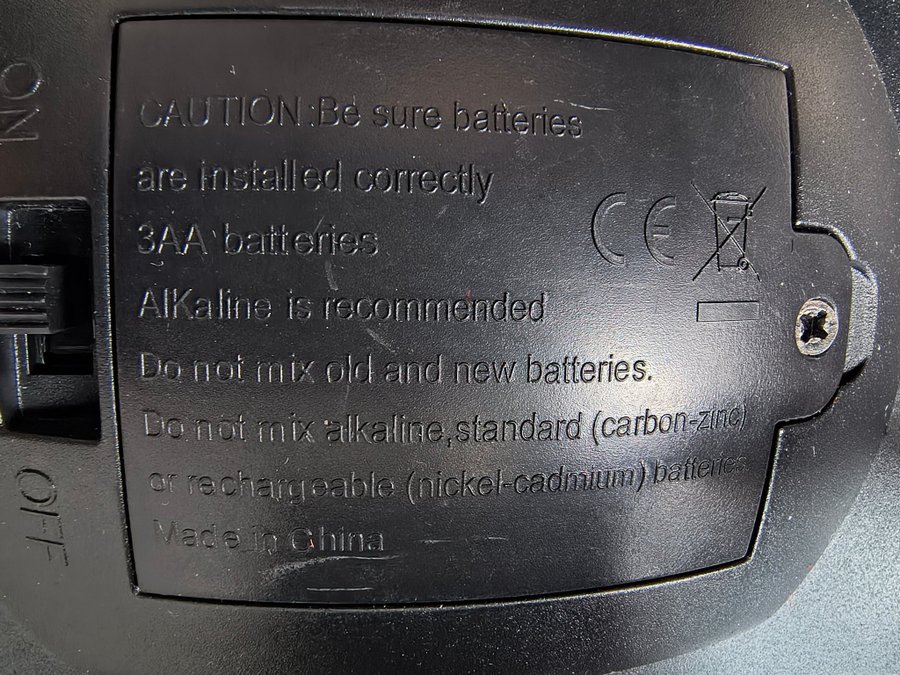 ON
CAUTION:Be sure batteries
are installed correctly
3AA batteries
CE
AlKaline is recommended
Do not mix old and new batteries.
Do not mix alkaline,standard (carbon-zinc)
or rechargeable (nickel-cadmium) batteries
Made in China
OFF